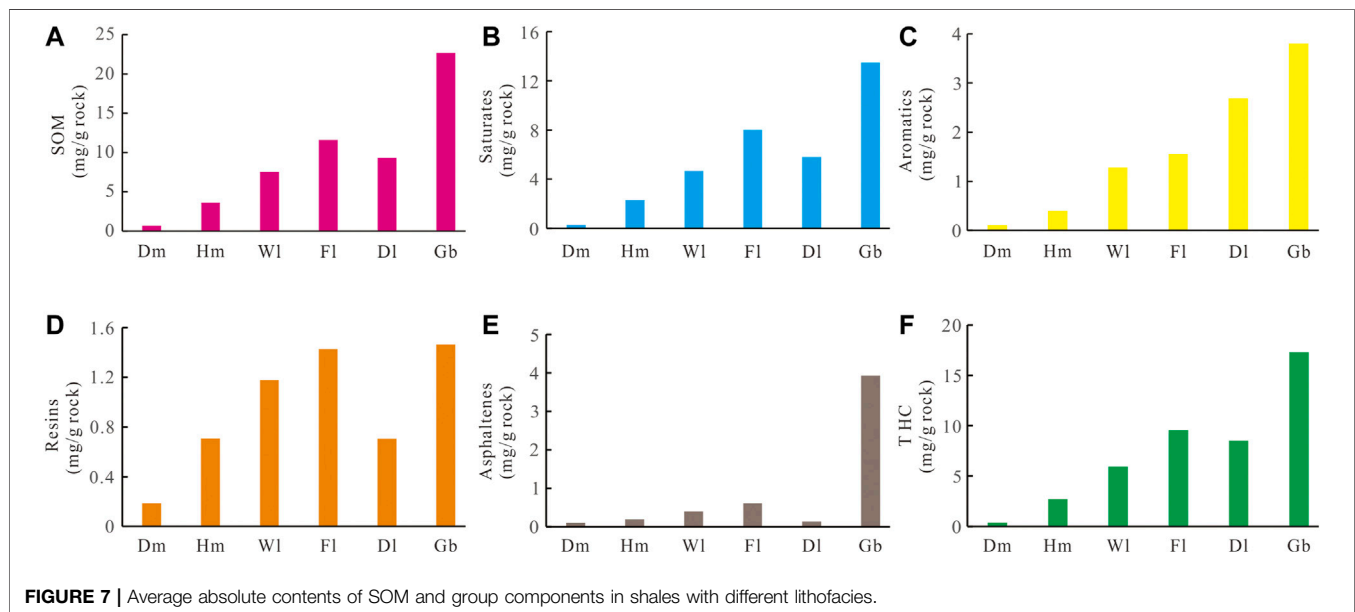 A
SOM
(mg/g rock)
25
20
15
10
5
0
Dm Hm Wl Fl Dl Gb
B
Saturates
(mg/g rock)
16
12
8
4
0
Dm Hm Wl Fl Dl Gb
C
Aromatics
(mg/g rock)
4
3
2
1
0
Dm Hm Wl Fl Dl Gb
D
Resins
(mg/g rock)
1.6
1.2
0.8
0.4
0
Dm Hm Wl Fl Dl Gb
E
Asphaltenes
(mg/g rock)
5
4
3
2
1
0
Dm Hm Wl Fl Dl Gb
F
THC
(mg/g rock)
20
15
10
5
0
Dm Hm Wl Fl Dl Gb
FIGURE 7 | Average absolute contents of SOM and group components in shales with different lithofacies.